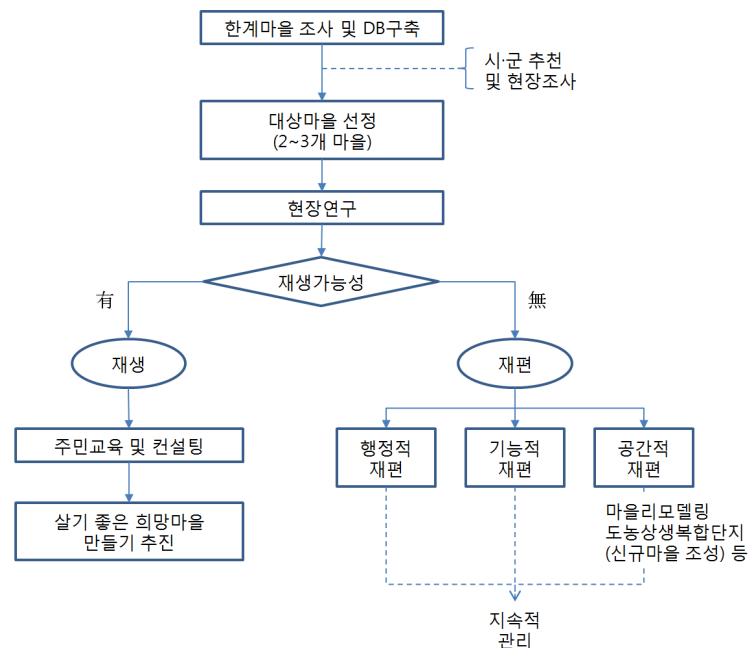 한계마을 조사 및 DB구축
시·군 추천
및 현장조사
대상마을 선정
(2~3개 마을)
현장연구
재생가능성
有
無
재생
재편
주민교육 및 컨설팅
행정적
재편
기능적
재편
공간적
재편
살기 좋은 희망마을
만들기 추진
마을리모델링
도농상생복합단지
(신규마을 조성) 등
지속적
관리